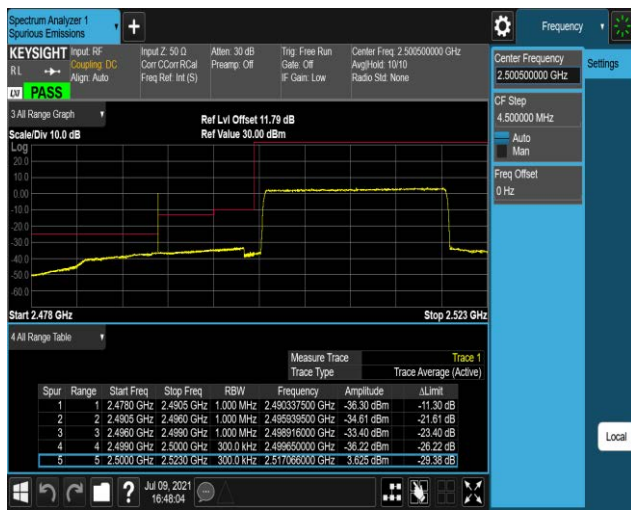 Spectrum Analyzer 1
Spurious Emissions
Frequency
KEYSIGHT
RL
LXI PASS
Input: RF
Coupling: DC
Align: Auto
Input Z: 50 Ω
Corr CCorr RCal
Freq Ref: Int (S)
Atten: 30 dB
Preamp: Off
Trig: Free Run
Gate: Off
IF Gain: Low
Center Freq: 2.500500000 GHz
Avg|Hold: 10/10
Radio Std: None
Center Frequency
2.500500000 GHz
Settings
CF Step
4.500000 MHz
Auto
Man
Freq Offset
0 Hz
3 All Range Graph
Scale/Div 10.0 dB
Ref Lvl Offset 11.79 dB
Ref Value 30.00 dBm
Log
20.0
10.0
0.00
-10.0
-20.0
-30.0
-40.0
-50.0
-60.0
Start 2.478 GHz
Stop 2.523 GHz
4 All Range Table
Measure Trace Trace 1
Trace Type Trace Average (Active)
Spur Range Start Freq Stop Freq RBW Frequency Amplitude ΔLimit
1 1 2.4780 GHz 2.4905 GHz 1.000 MHz 2.490337500 GHz -36.30 dBm -11.30 dB
2 2 2.4905 GHz 2.4960 GHz 1.000 MHz 2.495939500 GHz -34.61 dBm -21.61 dB
3 3 2.4960 GHz 2.4990 GHz 1.000 MHz 2.498916000 GHz -33.40 dBm -23.40 dB
4 4 2.4990 GHz 2.5000 GHz 300.0 kHz 2.499650000 GHz -36.22 dBm -26.22 dB
5 5 2.5000 GHz 2.5230 GHz 300.0 kHz 2.517066000 GHz 3.625 dBm -29.38 dB
Local
?
Jul 09, 2021
16:48:04